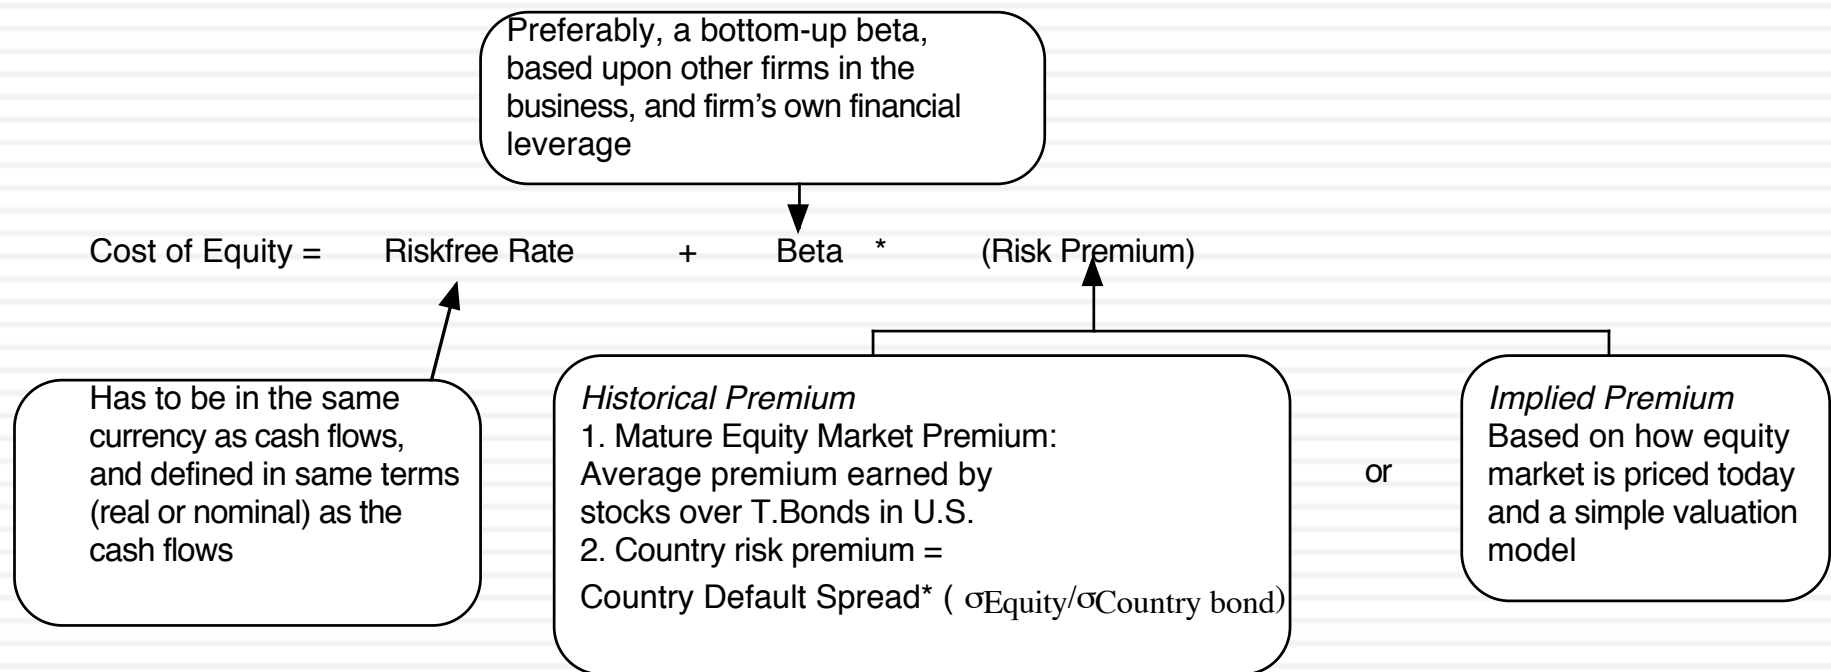 Preferably, a bottom-up beta,
based upon other firms in the
business, and firm's own financial
leverage
Cost of Equity = Riskfree Rate + Beta * (Risk Premium)
Has to be in the same
currency as cash flows,
and defined in same terms
(real or nominal) as the
cash flows
Historical Premium
1. Mature Equity Market Premium:
Average premium earned by
stocks over T.Bonds in U.S.
2. Country risk premium =
Country Default Spread* ( σEquity/σCountry bond)
or
Implied Premium
Based on how equity
market is priced today
and a simple valuation
model